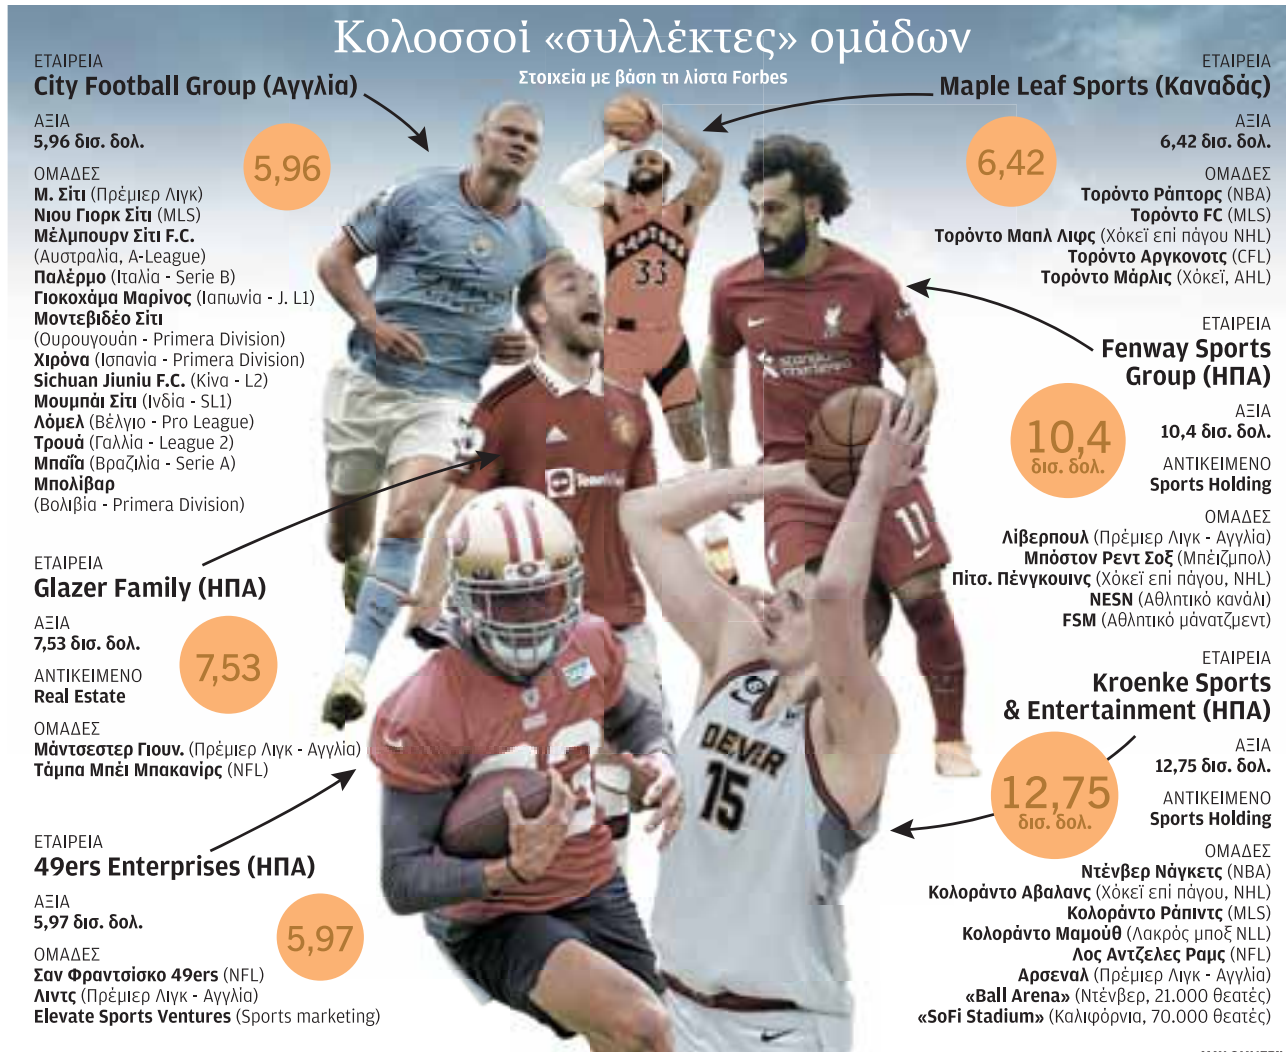 Κολοσσοί «συλλέκτες» ομάδων
Στοιχεία με βάση τη λίστα Forbes
ΕΤΑΙΡΕΙΑ
City Football Group (Αγγλία)
ΑΞΙΑ
5,96 δισ. δολ.
5,96
ΟΜΑΔΕΣ
Μ. Σίτι (Πρέμιερ Λιγκ)
Νιου Γιορκ Σίτι (MLS)
Μέλμπουρν Σίτι F.C.
(Αυστραλία, A-League)
Παλέρμο (Ιταλία - Serie B)
Γιοκοχάμα Μαρίνος (Ιαπωνία - J. L1)
Μοντεβιδέο Σίτι
(Ουρουγουάη - Primera Division)
Χιρόνα (Ισπανία - Primera Division)
Sichuan Jiuniu F.C. (Κίνα - L2)
Μουμπάι Σίτι (Ινδία - SL1)
Λόμελ (Βέλγιο - Pro League)
Τρουά (Γαλλία - League 2)
Μπαΐα (Βραζιλία - Serie A)
Μπολίβαρ
(Βολιβία - Primera Division)
ΕΤΑΙΡΕΙΑ
Glazer Family (ΗΠΑ)
ΑΞΙΑ
7,53 δισ. δολ.
7,53
ΑΝΤΙΚΕΙΜΕΝΟ
Real Estate
ΟΜΑΔΕΣ
Μάντσεστερ Γιουν. (Πρέμιερ Λιγκ - Αγγλία)
Τάμπα Μπέι Μπακανίρς (NFL)
ΕΤΑΙΡΕΙΑ
49ers Enterprises (ΗΠΑ)
ΑΞΙΑ
5,97 δισ. δολ.
5,97
ΟΜΑΔΕΣ
Σαν Φραντσίσκο 49ers (NFL)
Λιντς (Πρέμιερ Λιγκ - Αγγλία)
Elevate Sports Ventures (Sports marketing)
ΕΤΑΙΡΕΙΑ
Maple Leaf Sports (Καναδάς)
ΑΞΙΑ
6,42 δισ. δολ.
6,42
ΟΜΑΔΕΣ
Τορόντο Ράπτορς (NBA)
Τορόντο FC (MLS)
Τορόντο Μαπλ Λιφς (Χόκεϊ επί πάγου NHL)
Τορόντο Αργκονοτς (CFL)
Τορόντο Μάρλις (Χόκεϊ, AHL)
ΕΤΑΙΡΕΙΑ
Fenway Sports
Group (ΗΠΑ)
ΑΞΙΑ
10,4 δισ. δολ.
10,4
δισ. δολ.
ΑΝΤΙΚΕΙΜΕΝΟ
Sports Holding
ΟΜΑΔΕΣ
Λίβερπουλ (Πρέμιερ Λιγκ - Αγγλία)
Μπόστον Ρεντ Σοξ (Μπέιζμπολ)
Πίτσ. Πένγκουινς (Χόκεϊ επί πάγου, NHL)
NESN (Αθλητικό κανάλι)
FSM (Αθλητικό μάνατζμεντ)
ΕΤΑΙΡΕΙΑ
Kroenke Sports
& Entertainment (ΗΠΑ)
ΑΞΙΑ
12,75 δισ. δολ.
12,75
δισ. δολ.
ΑΝΤΙΚΕΙΜΕΝΟ
Sports Holding
ΟΜΑΔΕΣ
Ντένβερ Νάγκετς (NBA)
Κολοράντο Αβαλανς (Χόκεϊ επί πάγου, NHL)
Κολοράντο Ράπιντς (MLS)
Κολοράντο Μαμούθ (Λακρός μποξ NLL)
Λος Αντζελες Ραμς (NFL)
Αρσεναλ (Πρέμιερ Λιγκ - Αγγλία)
«Ball Arena» (Ντένβερ, 21.000 θεατές)
«SoFi Stadium» (Καλιφόρνια, 70.000 θεατές)
33
11
15